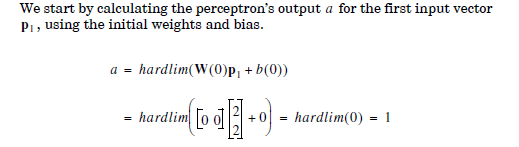 We start by calculating the perceptron's output a for the first input vector
p₁, using the initial weights and bias.
a = hardlim(W(0)p₁ + b(0))
= hardlim([0 0] [2 2] + 0) = hardlim(0) = 1